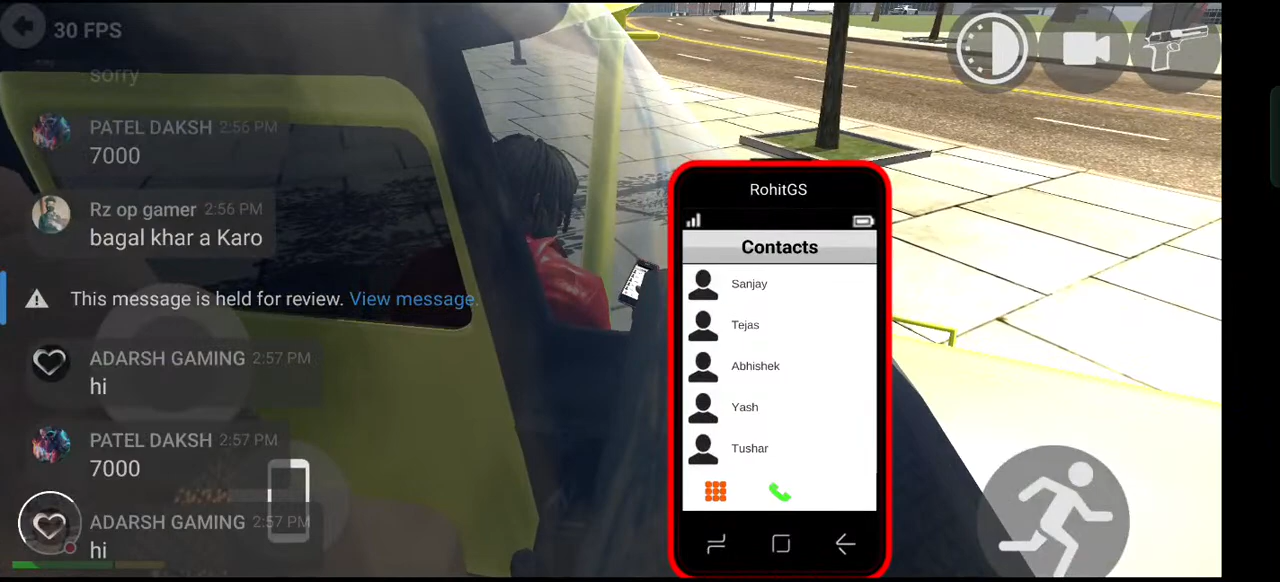 30 FPS
sorry
PATEL DAKSH 2:56 PM
7000
Rz op gamer 2:56 PM
bagal khar a Karo
This message is held for review. View message.
ADARSH GAMING 2:57 PM
hi
PATEL DAKSH 2:57 PM
7000
ADARSH GAMING 2:57 PM
hi
RohitGS
Contacts
Sanjay
Tejas
Abhishek
Yash
Tushar